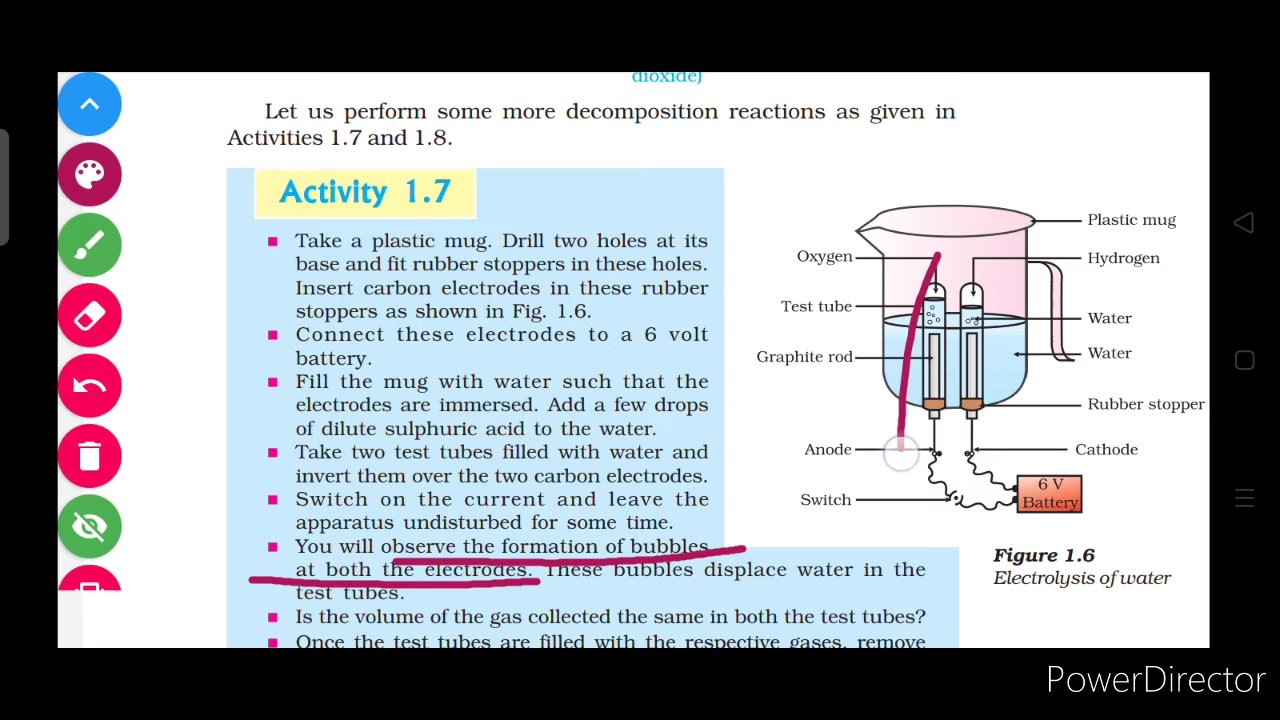 dioxide)
Let us perform some more decomposition reactions as given in
Activities 1.7 and 1.8.
Activity 1.7
Take a plastic mug. Drill two holes at its
base and fit rubber stoppers in these holes.
Insert carbon electrodes in these rubber
stoppers as shown in Fig. 1.6.
Connect these electrodes to a 6 volt
battery.
Fill the mug with water such that the
electrodes are immersed. Add a few drops
of dilute sulphuric acid to the water.
Take two test tubes filled with water and
invert them over the two carbon electrodes.
Switch on the current and leave the
apparatus undisturbed for some time.
You will observe the formation of bubbles
at both the electrodes. These bubbles displace water in the
test tubes.
Is the volume of the gas collected the same in both the test tubes?
Once the test tubes are filled with the respective gases, remove
Plastic mug
Oxygen
Hydrogen
Test tube
Water
Graphite rod
Water
Rubber stopper
Anode
Cathode
Switch
6 V
Battery
Figure 1.6
Electrolysis of water
PowerDirector